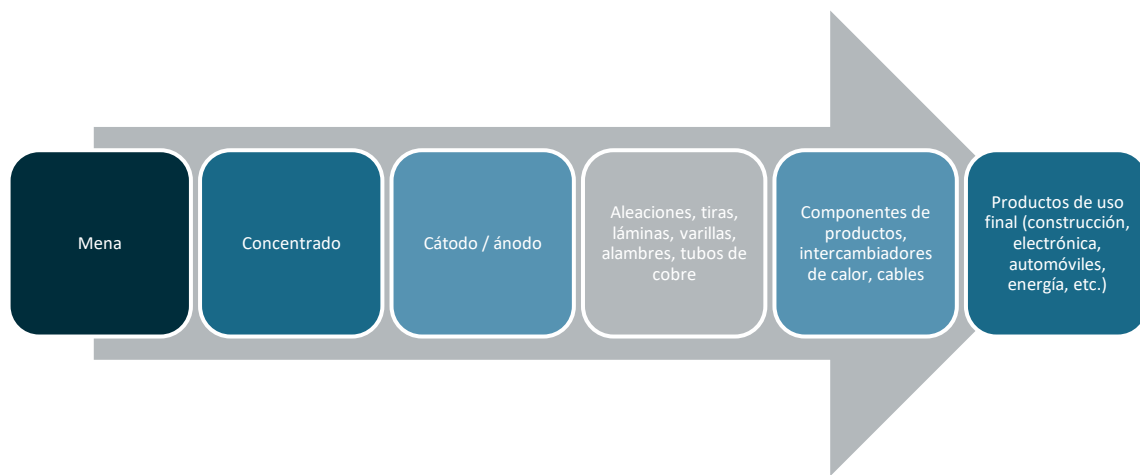 Mena
Concentrado
Cátodo / ánodo
Aleaciones, tiras,
láminas, varillas,
alambres, tubos de
cobre
Componentes de
productos,
intercambiadores
de calor, cables
Productos de uso
final (construcción,
electrónica,
automóviles,
energía, etc.)